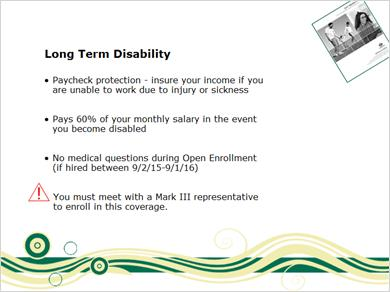 Long Term Disability
• Paycheck protection - insure your income if you
are unable to work due to injury or sickness
• Pays 60% of your monthly salary in the event
you become disabled
• No medical questions during Open Enrollment
(if hired between 9/2/15-9/1/16)
You must meet with a Mark III representative
to enroll in this coverage.